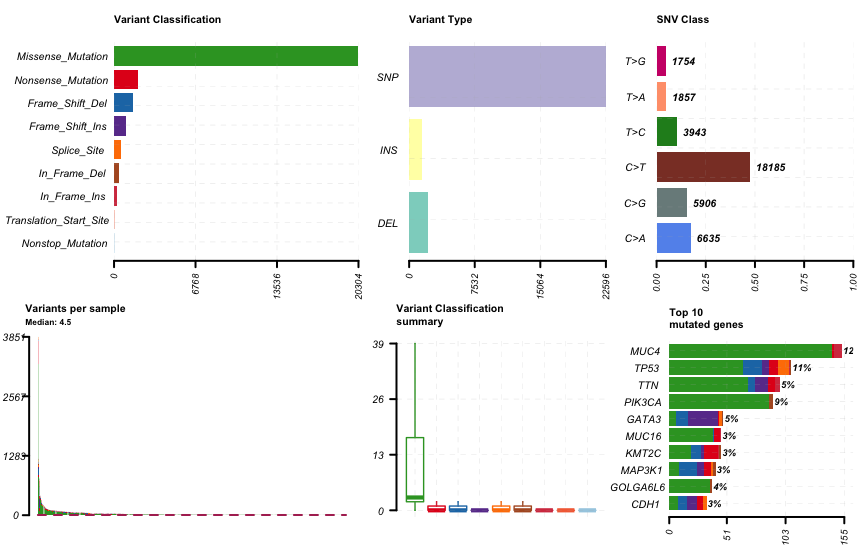 Variant Classification
Missense_Mutation
Nonsense_Mutation
Frame_Shift_Del
Frame_Shift_Ins
Splice_Site
In_Frame_Del
In_Frame_Ins
Translation_Start_Site
Nonstop_Mutation
0
6768
13536
20304
Variant Type
SNP
INS
DEL
0
7532
15064
22596
SNV Class
T>G
1754
T>A
1857
T>C
3943
C>T
18185
C>G
5906
C>A
6635
0.00
0.25
0.50
0.75
1.00
Variants per sample
Median: 4.5
3851
2567
1283
0
Variant Classification
summary
39
26
13
0
Top 10
mutated genes
MUC4
12
TP53
11%
TTN
5%
PIK3CA
9%
GATA3
5%
MUC16
3%
KMT2C
3%
MAP3K1
3%
GOLGA6L6
4%
CDH1
3%
0
51
103
155